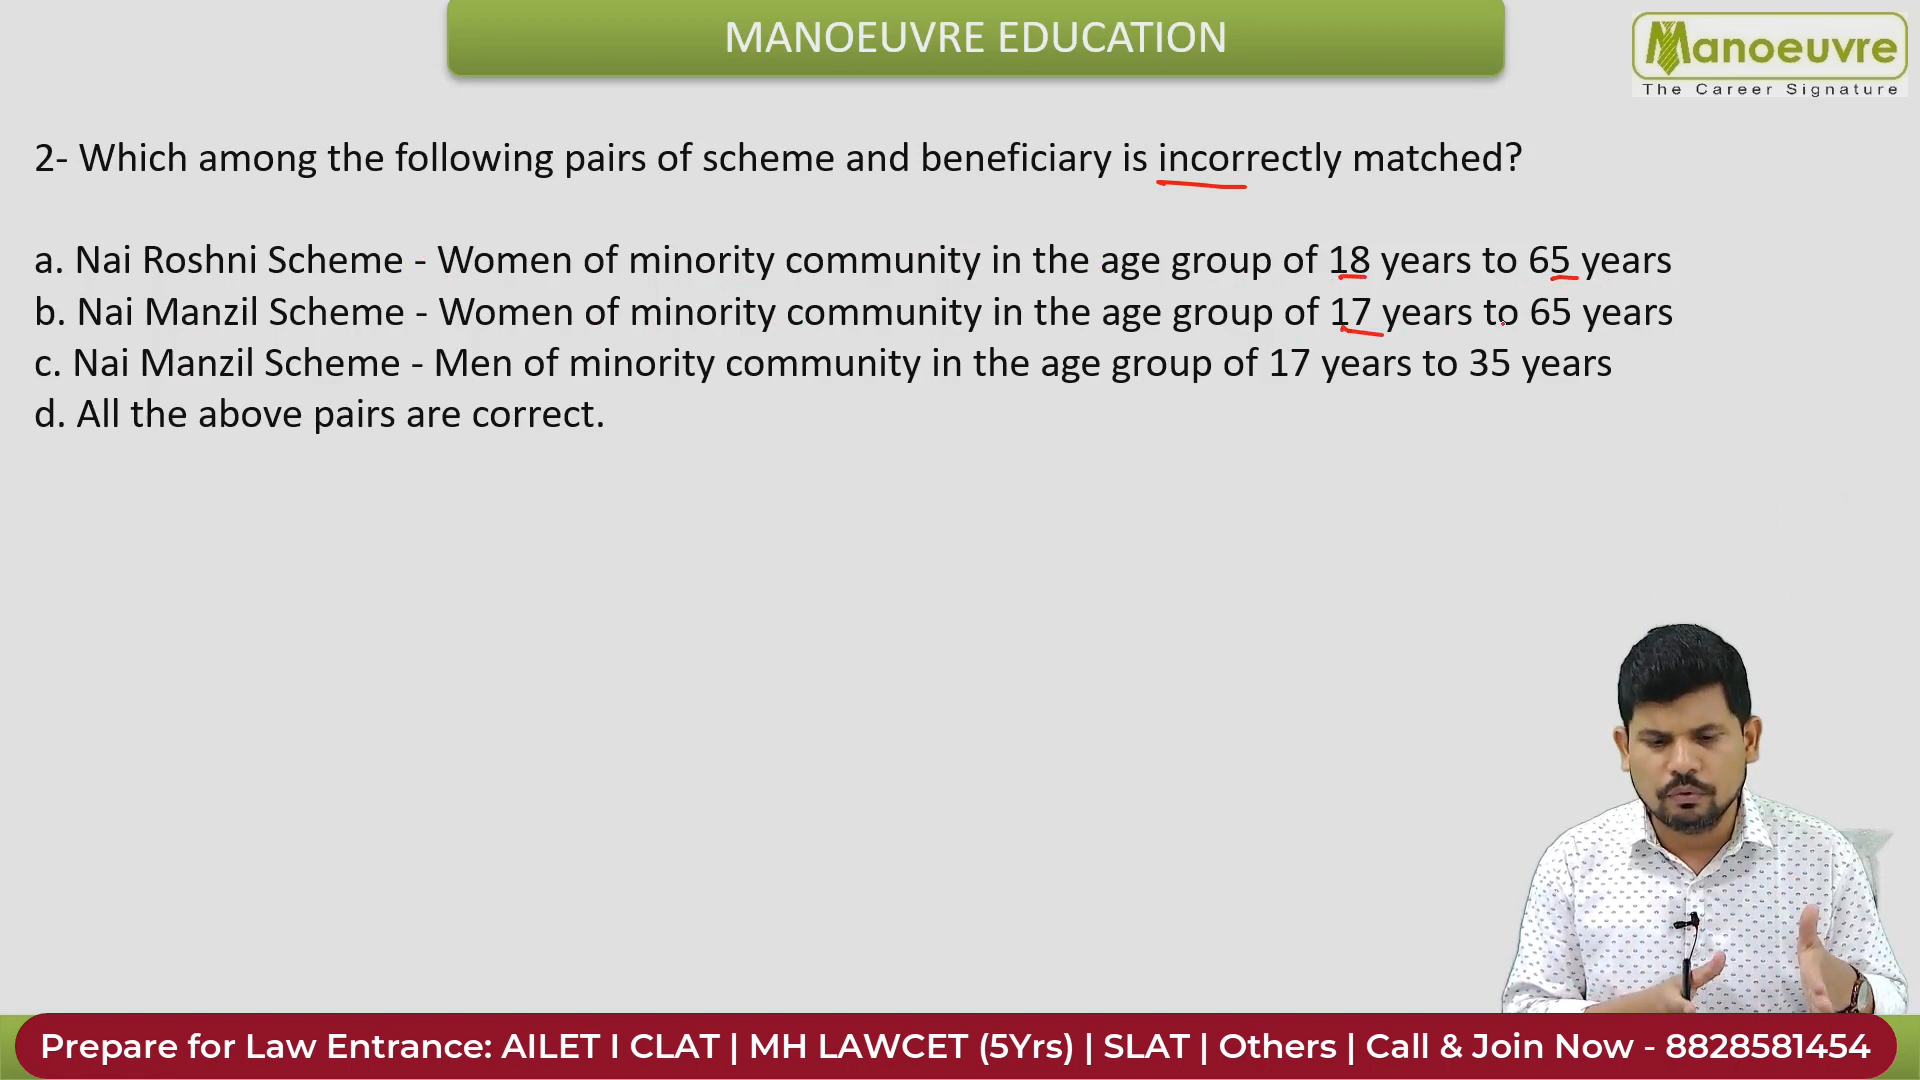 MANOEUVRE EDUCATION
Manoeuvre
The Career Signature
2- Which among the following pairs of scheme and beneficiary is incorrectly matched?
a. Nai Roshni Scheme - Women of minority community in the age group of 18 years to 65 years
b. Nai Manzil Scheme - Women of minority community in the age group of 17 years to 65 years
c. Nai Manzil Scheme - Men of minority community in the age group of 17 years to 35 years
d. All the above pairs are correct.
Prepare for Law Entrance: AILET I CLAT | MH LAWCET (5Yrs) | SLAT | Others | Call & Join Now - 8828581454